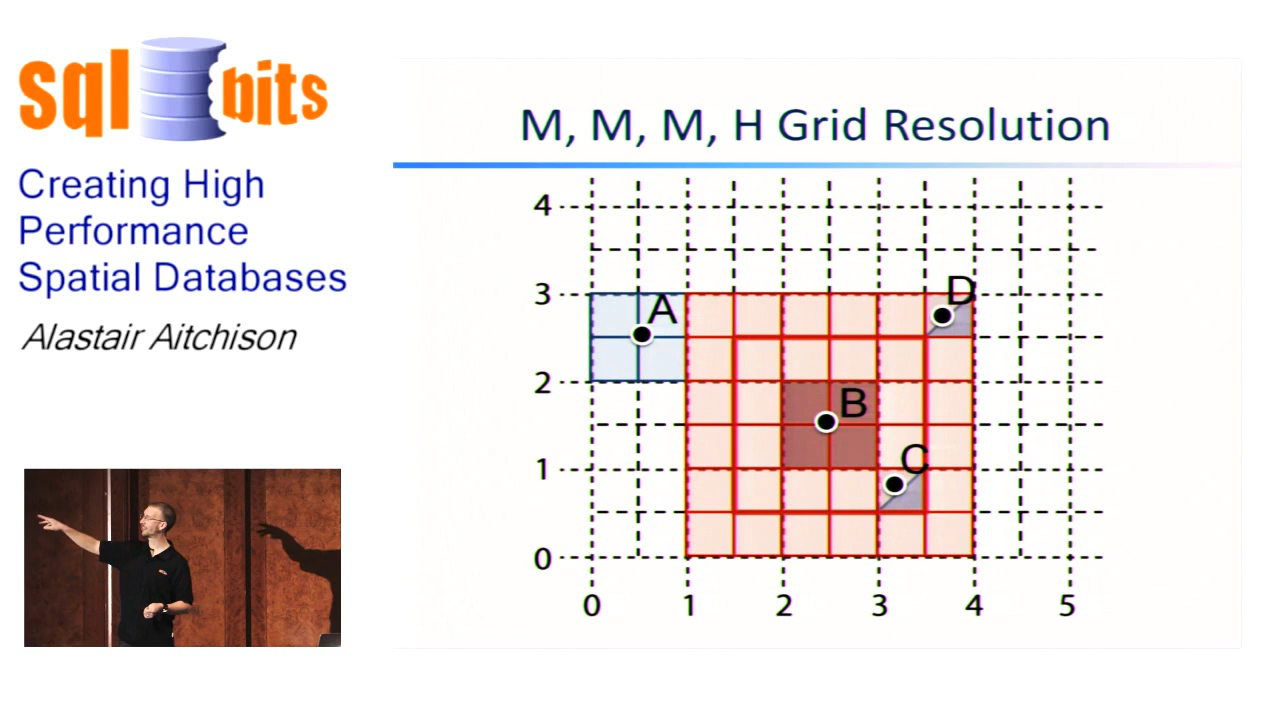 sql bits
Creating High
Performance
Spatial Databases
Alastair Aitchison
M, M, M, H Grid Resolution
4
3
2
1
0
A
B
C
D
0 1 2 3 4 5